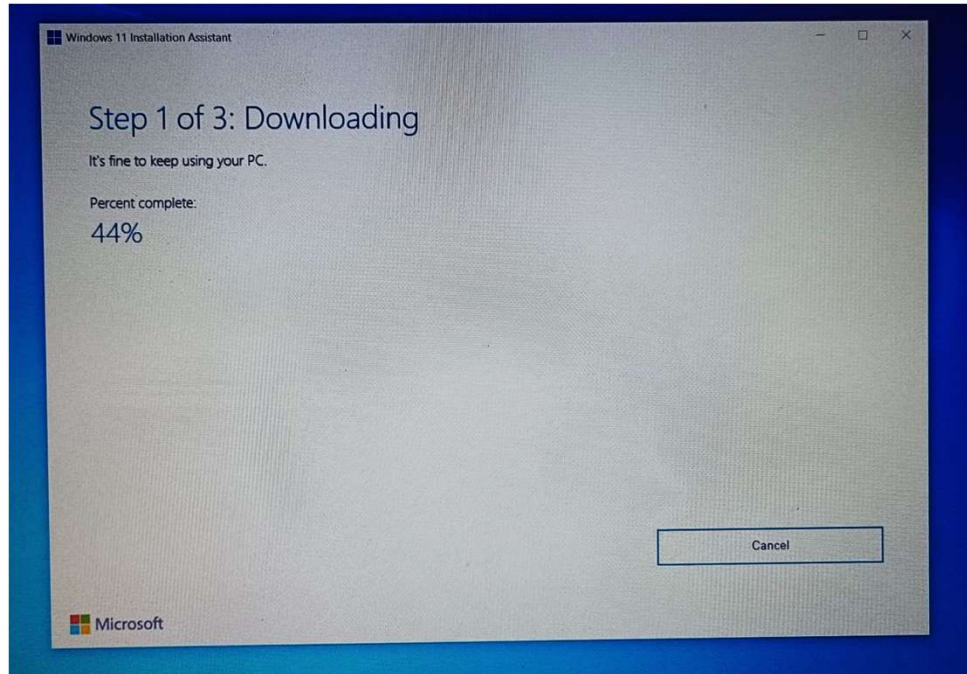 Windows 11 Installation Assistant
Step 1 of 3: Downloading
It's fine to keep using your PC.
Percent complete:
44%
Cancel
Microsoft